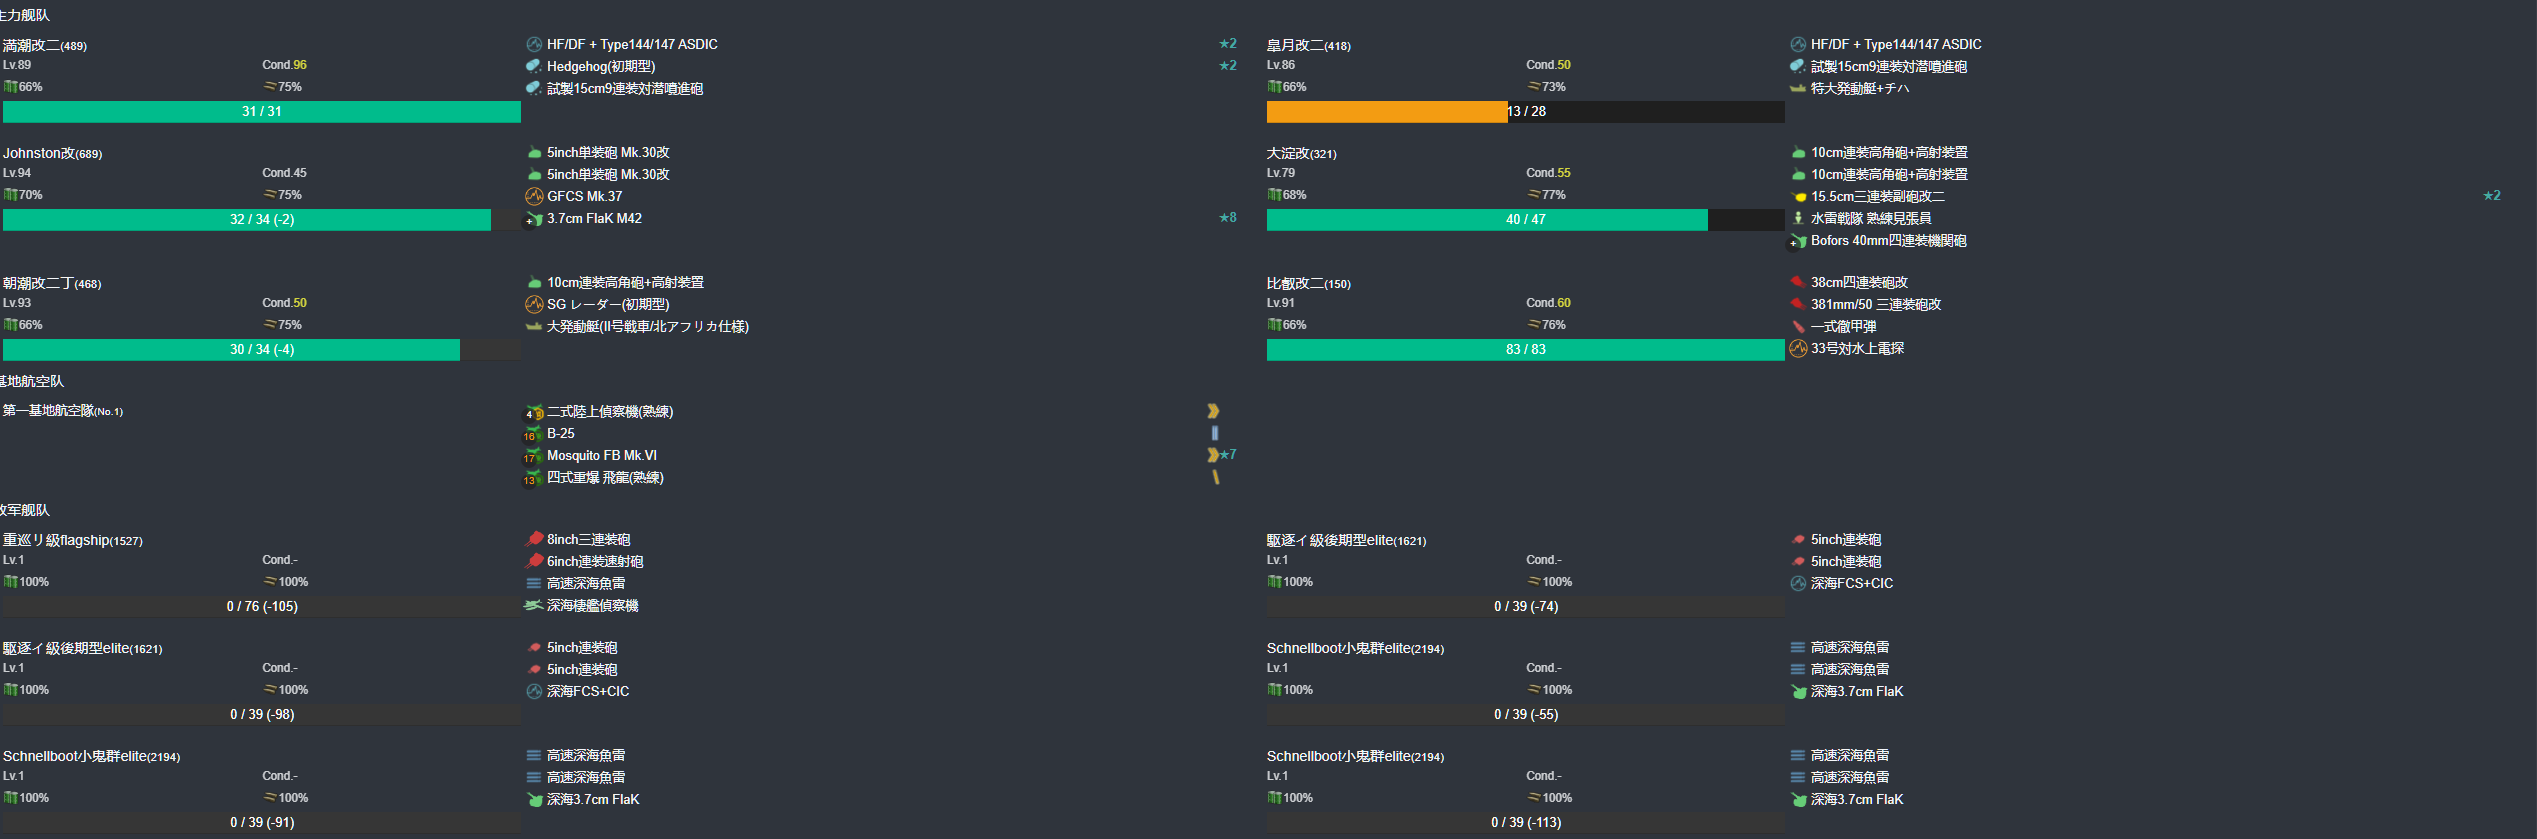 主力舰队
満潮改二(489)
Lv.89 Cond.96
66% 75%
31 / 31
HF/DF + Type144/147 ASDIC ★2
Hedgehog(初期型) ★2
試製15cm9連装対潜噴進砲
皐月改二(418)
Lv.86 Cond.50
66% 73%
13 / 28
HF/DF + Type144/147 ASDIC
試製15cm9連装対潜噴進砲
特大発動艇+チハ
Johnston改(689)
Lv.94 Cond.45
70% 75%
32 / 34 (-2)
5inch単装砲 Mk.30改
5inch単装砲 Mk.30改
GFCS Mk.37
+ 3.7cm FlaK M42 ★8
大淀改(321)
Lv.79 Cond.55
68% 77%
40 / 47
10cm連装高角砲+高射装置
10cm連装高角砲+高射装置
15.5cm三連装副砲改二 ★2
水雷戦隊 熟練見張員
+ Bofors 40mm四連装機関砲
朝潮改二丁(468)
Lv.93 Cond.50
66% 75%
30 / 34 (-4)
10cm連装高角砲+高射装置
SG レーダー(初期型)
大発動艇(II号戦車/北アフリカ仕様)
比叡改二(150)
Lv.91 Cond.60
66% 76%
83 / 83
38cm四連装砲改
381mm/50 三連装砲改
一式徹甲弾
33号対水上電探
基地航空队
第一基地航空隊(No.1)
4 二式陸上偵察機(熟練)
16 B-25
17 Mosquito FB Mk.VI ★7
13 四式重爆 飛龍(熟練)
敌军舰队
重巡リ級flagship(1527)
Lv.1 Cond.-
100% 100%
0 / 76 (-105)
8inch三連装砲
6inch連装速射砲
高速深海魚雷
深海棲艦偵察機
駆逐イ級後期型elite(1621)
Lv.1 Cond.-
100% 100%
0 / 39 (-74)
5inch連装砲
5inch連装砲
深海FCS+CIC
駆逐イ級後期型elite(1621)
Lv.1 Cond.-
100% 100%
0 / 39 (-98)
5inch連装砲
5inch連装砲
深海FCS+CIC
Schnellboot小鬼群elite(2194)
Lv.1 Cond.-
100% 100%
0 / 39 (-55)
高速深海魚雷
高速深海魚雷
深海3.7cm FlaK
Schnellboot小鬼群elite(2194)
Lv.1 Cond.-
100% 100%
0 / 39 (-91)
高速深海魚雷
高速深海魚雷
深海3.7cm FlaK
Schnellboot小鬼群elite(2194)
Lv.1 Cond.-
100% 100%
0 / 39 (-113)
高速深海魚雷
高速深海魚雷
深海3.7cm FlaK